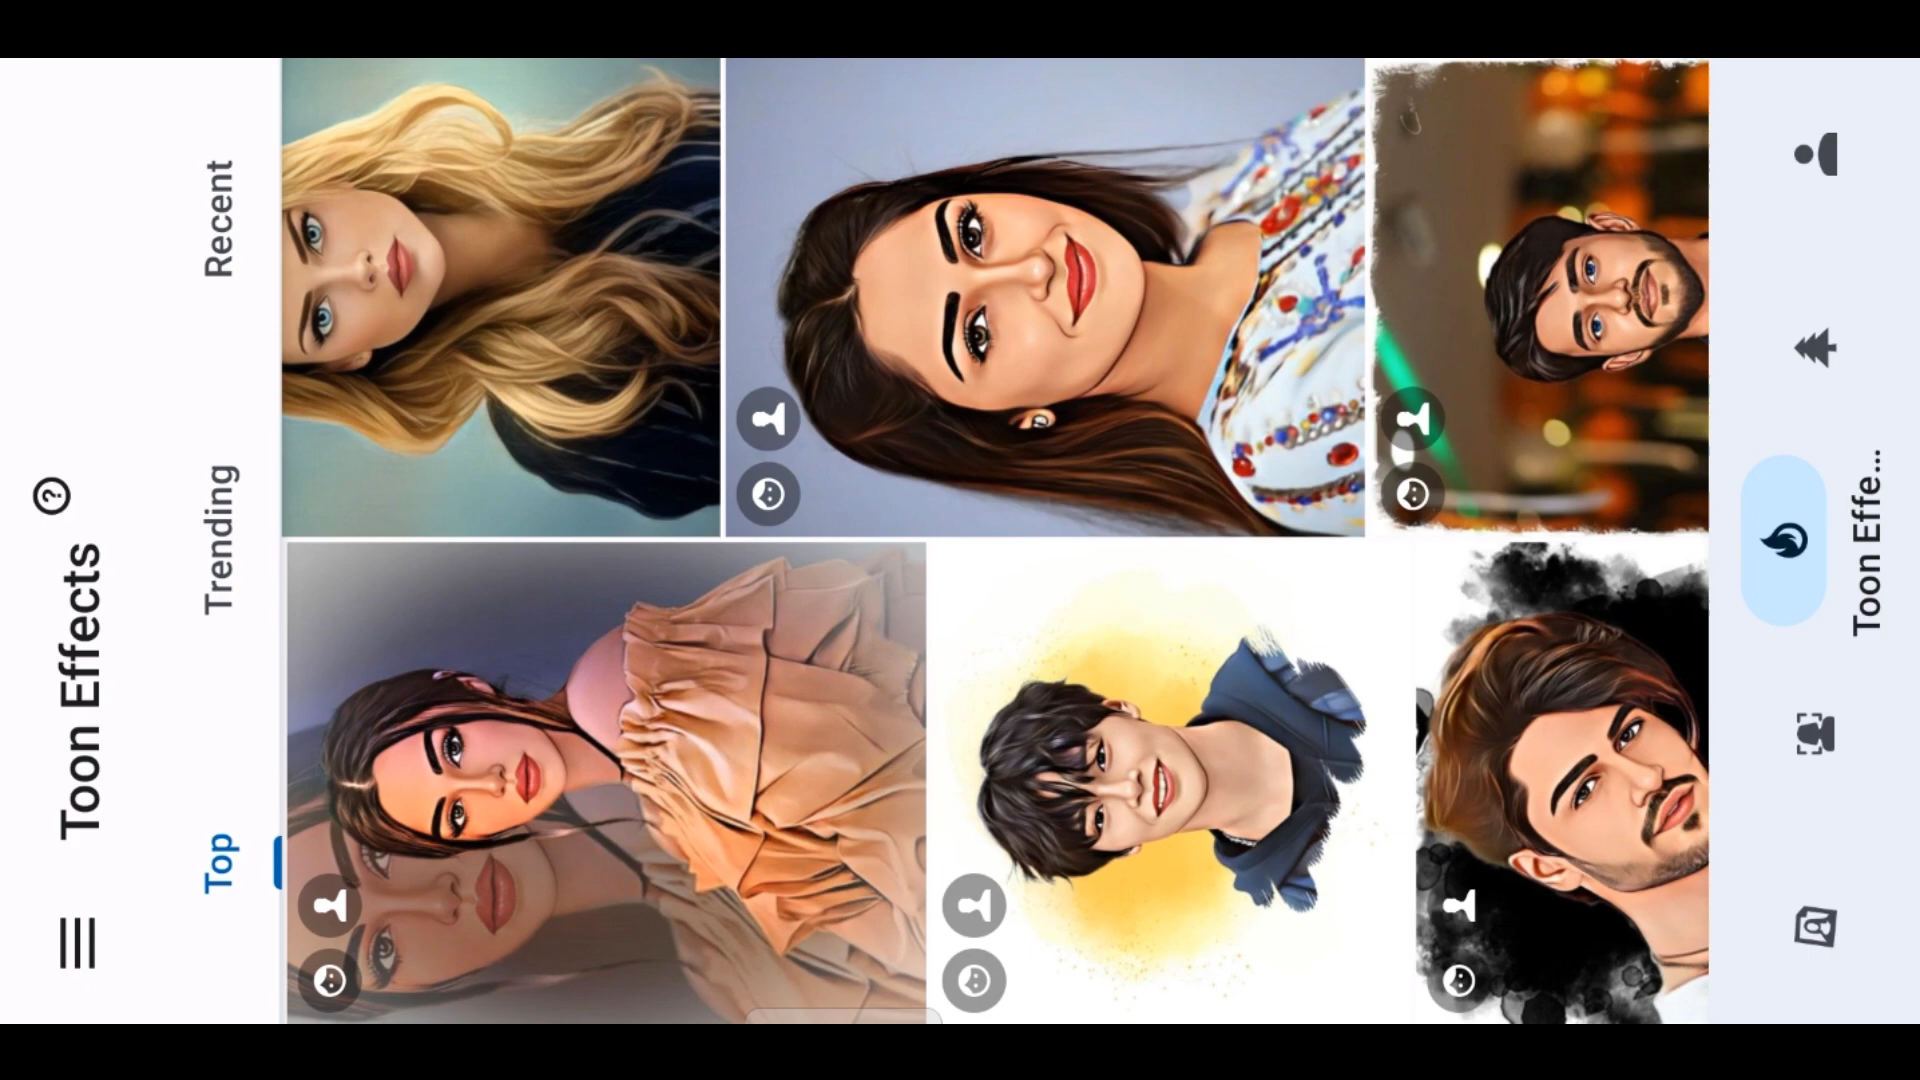 Toon Effects
Top
Trending
Recent
Toon Effe...